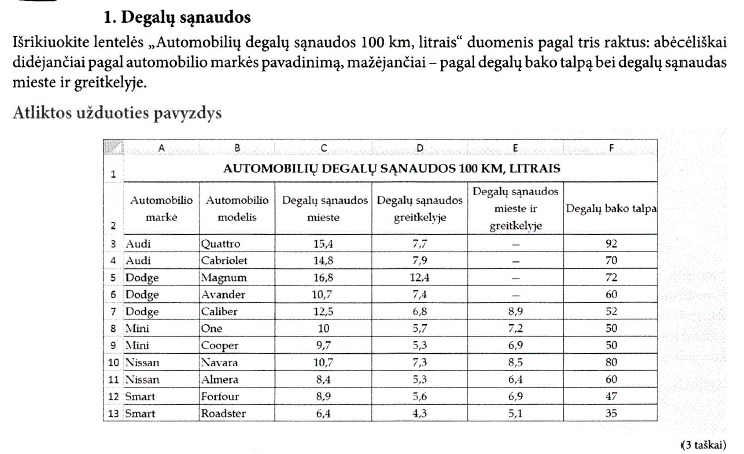 1. Degalų sąnaudos
Išrikiuokite lentelės „Automobilių degalų sąnaudos 100 km, litrais“ duomenis pagal tris raktus: abėcėliškai
didėjančiai pagal automobilio markės pavadinimą, mažėjančiai – pagal degalų bako talpą bei degalų sąnaudas
mieste ir greitkelyje.
Atliktos užduoties pavyzdys
A B C D E F
1 AUTOMOBILIŲ DEGALŲ SĄNAUDOS 100 KM, LITRAIS
2 Automobilio markė Automobilio modelis Degalų sąnaudos mieste Degalų sąnaudos greitkelyje Degalų sąnaudos mieste ir greitkelyje Degalų bako talpa
3 Audi Quattro 15,4 7,7 – 92
4 Audi Cabriolet 14,8 7,9 – 70
5 Dodge Magnum 16,8 12,4 – 72
6 Dodge Avander 10,7 7,4 – 60
7 Dodge Caliber 12,5 6,8 8,9 52
8 Mini One 10 5,7 7,2 50
9 Mini Cooper 9,7 5,3 6,9 50
10 Nissan Navara 10,7 7,3 8,5 80
11 Nissan Almera 8,4 5,3 6,4 60
12 Smart Forfour 8,9 5,6 6,9 47
13 Smart Roadster 6,4 4,3 5,1 35
(3 taškai)